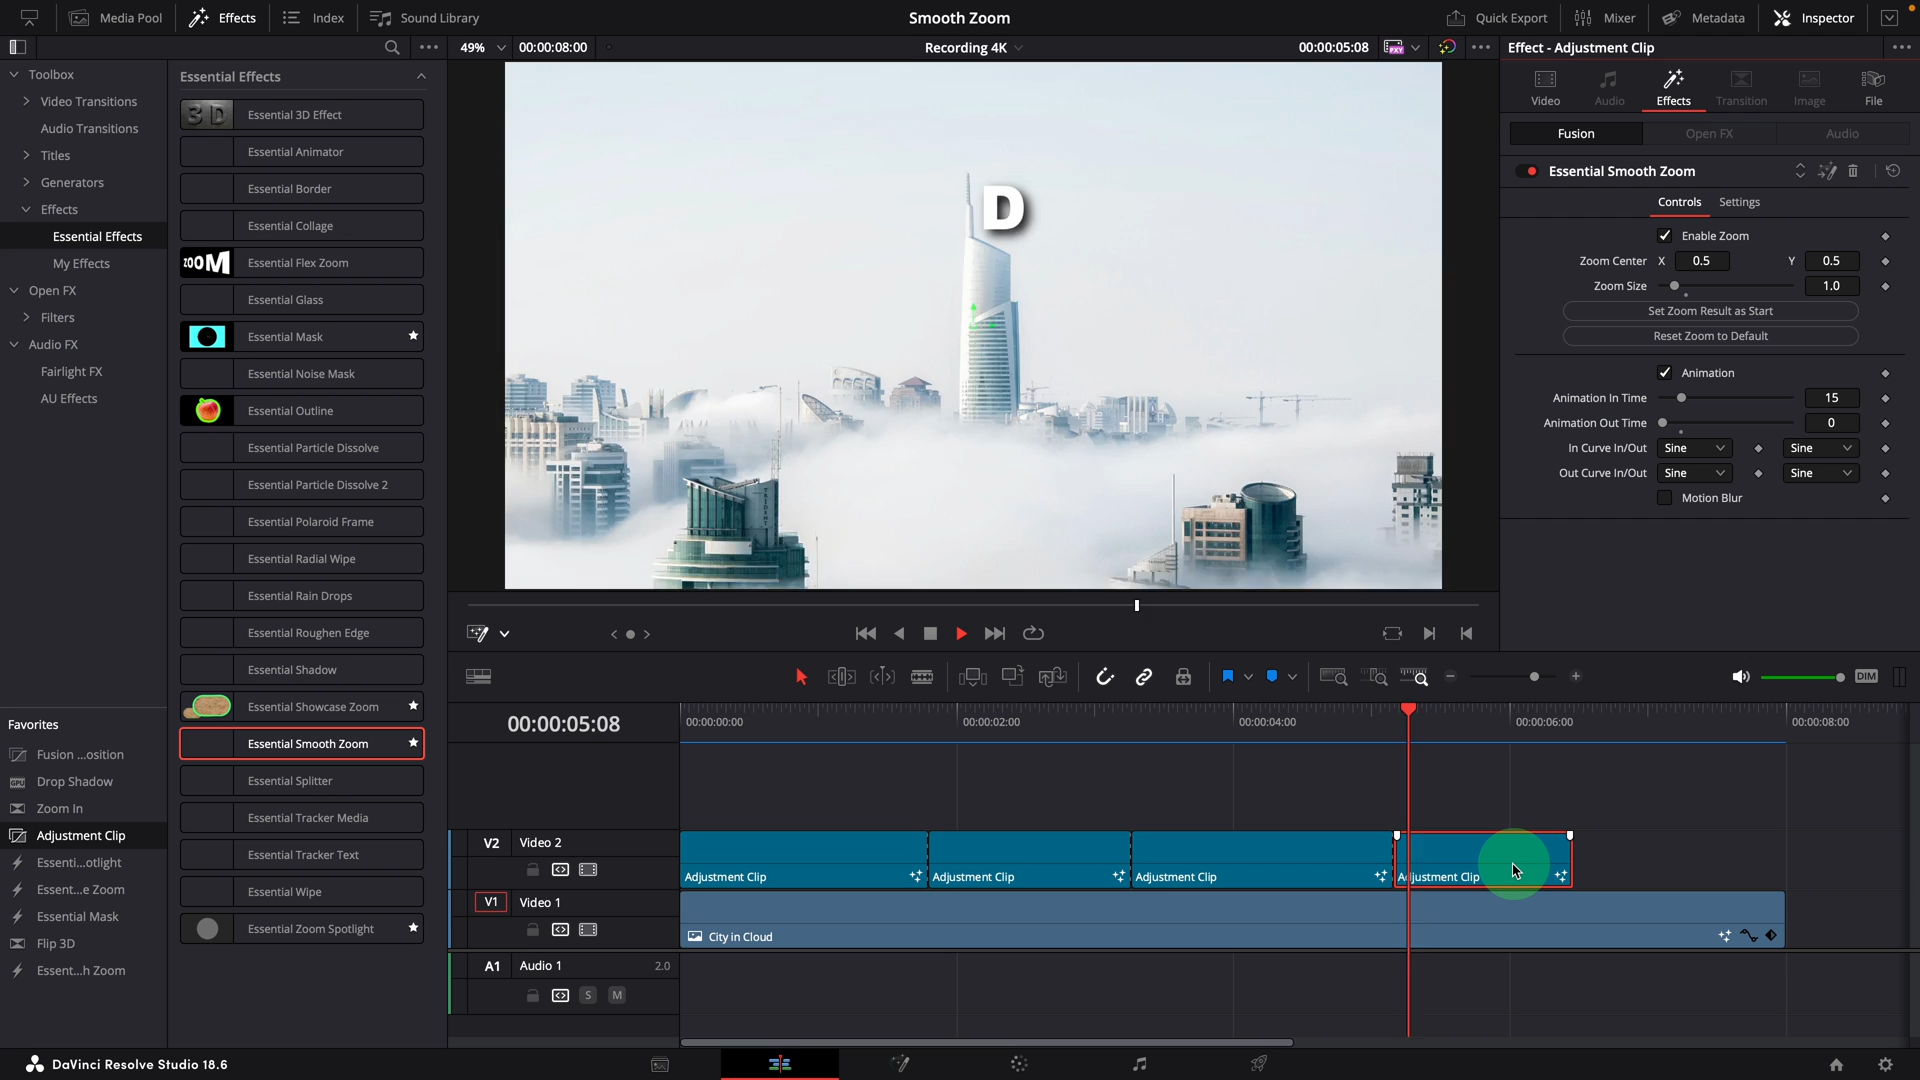 Media Pool
Effects
Index
Sound Library
Smooth Zoom
Quick Export
Mixer
Metadata
Inspector
49%
00:00:08:00
Recording 4K
00:00:05:08
Effect - Adjustment Clip
Toolbox
Video Transitions
Audio Transitions
Titles
Generators
Effects
Essential Effects
My Effects
Open FX
Filters
Audio FX
Fairlight FX
AU Effects
Favorites
Fusion ...osition
Drop Shadow
Zoom In
Adjustment Clip
Essenti...otlight
Essent...e Zoom
Essential Mask
Flip 3D
Essent...h Zoom
Essential Effects
3D Essential 3D Effect
Essential Animator
Essential Border
Essential Collage
ZOOM Essential Flex Zoom
Essential Glass
Essential Mask
Essential Noise Mask
Essential Outline
Essential Particle Dissolve
Essential Particle Dissolve 2
Essential Polaroid Frame
Essential Radial Wipe
Essential Rain Drops
Essential Roughen Edge
Essential Shadow
Essential Showcase Zoom
Essential Smooth Zoom
Essential Splitter
Essential Tracker Media
Essential Tracker Text
Essential Wipe
Essential Zoom Spotlight
D
Video
Audio
Effects
Transition
Image
File
Fusion
Open FX
Audio
Essential Smooth Zoom
Controls
Settings
Enable Zoom
Zoom Center X 0.5 Y 0.5
Zoom Size 1.0
Set Zoom Result as Start
Reset Zoom to Default
Animation
Animation In Time 15
Animation Out Time 0
In Curve In/Out Sine Sine
Out Curve In/Out Sine Sine
Motion Blur
DIM
00:00:05:08
00:00:00:00
00:00:02:00
00:00:04:00
00:00:06:00
00:00:08:00
V2 Video 2
Adjustment Clip
Adjustment Clip
Adjustment Clip
Adjustment Clip
V1 Video 1
City in Cloud
A1 Audio 1 2.0
S M
DaVinci Resolve Studio 18.6